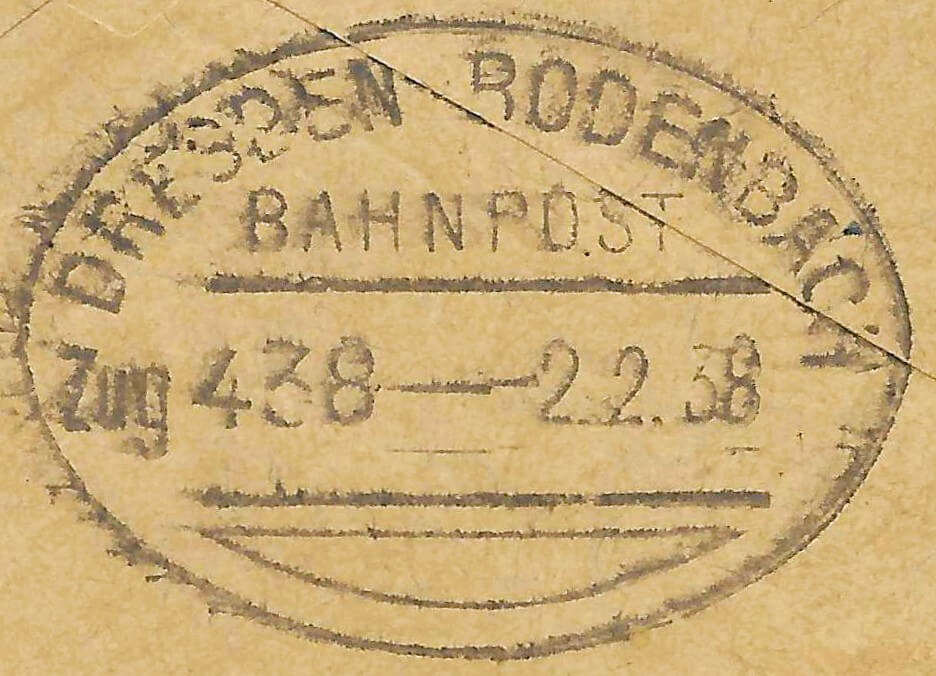 DRESDEN BODENBACH
BAHNPOST
Zug 438 — 2.2.38